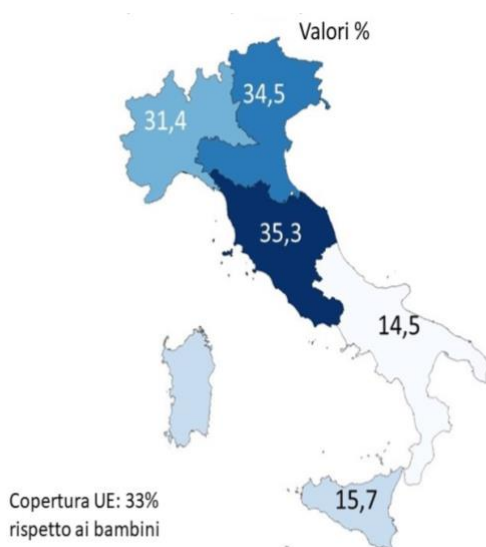 Valori %
34,5
31,4
35,3
14,5
15,7
Copertura UE: 33%
rispetto ai bambini